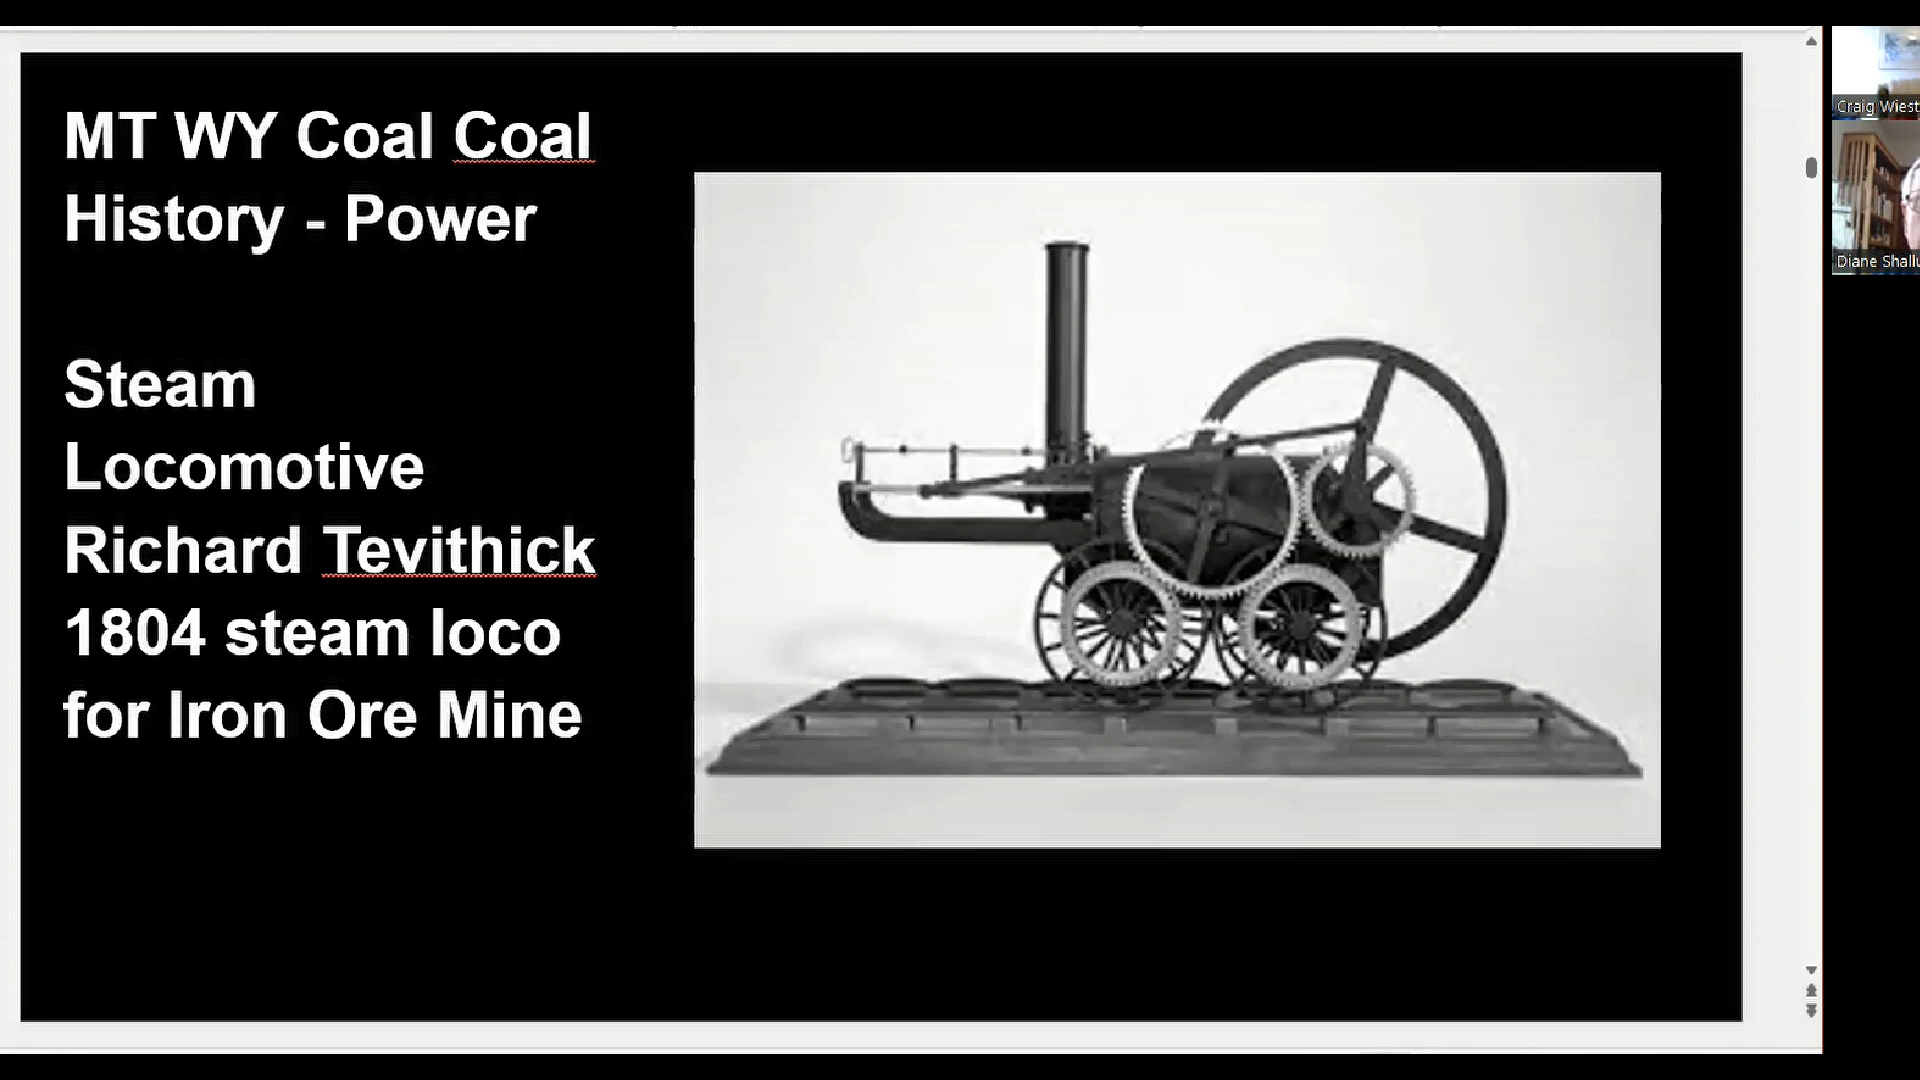 MT WY Coal Coal
History - Power
Steam
Locomotive
Richard Tevithick
1804 steam loco
for Iron Ore Mine
Craig Wiest
Diane Shallu